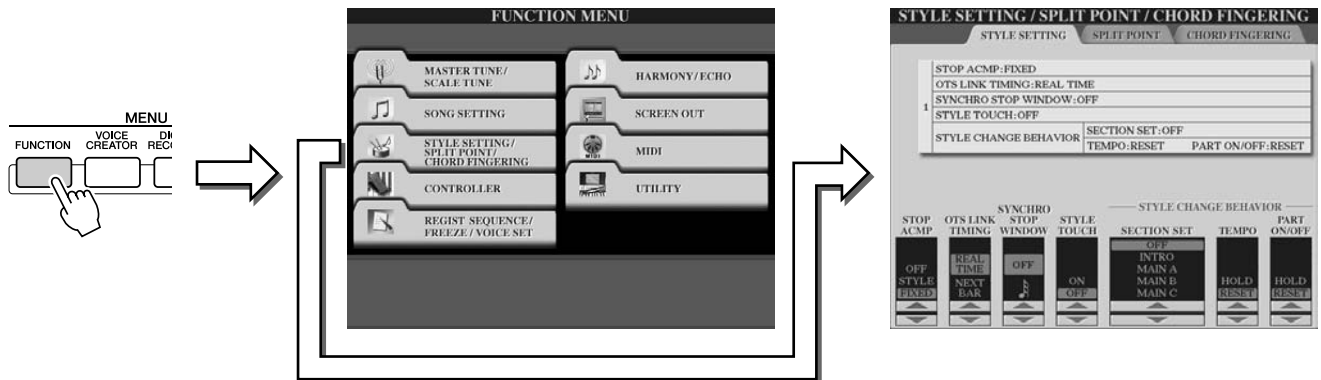 MENU
FUNCTION
VOICE
CREATOR
DI
REC
FUNCTION MENU
MASTER TUNE/
SCALE TUNE
SONG SETTING
STYLE SETTING/
SPLIT POINT/
CHORD FINGERING
CONTROLLER
REGIST SEQUENCE/
FREEZE / VOICE SET
HARMONY/ECHO
SCREEN OUT
MIDI
MIDI
UTILITY
STYLE SETTING / SPLIT POINT / CHORD FINGERING
STYLE SETTING SPLIT POINT CHORD FINGERING
1
STOP ACMP:FIXED
OTS LINK TIMING:REAL TIME
SYNCHRO STOP WINDOW:OFF
STYLE TOUCH:OFF
STYLE CHANGE BEHAVIOR
SECTION SET:OFF
TEMPO:RESET PART ON/OFF:RESET
STOP
ACMP
OFF
STYLE
FIXED
OTS LINK
TIMING
REAL
TIME
NEXT
BAR
SYNCHRO
STOP
WINDOW
OFF
STYLE
TOUCH
ON
OFF
STYLE CHANGE BEHAVIOR
SECTION SET
OFF
INTRO
MAIN A
MAIN B
MAIN C
TEMPO
HOLD
RESET
PART
ON/OFF
HOLD
RESET